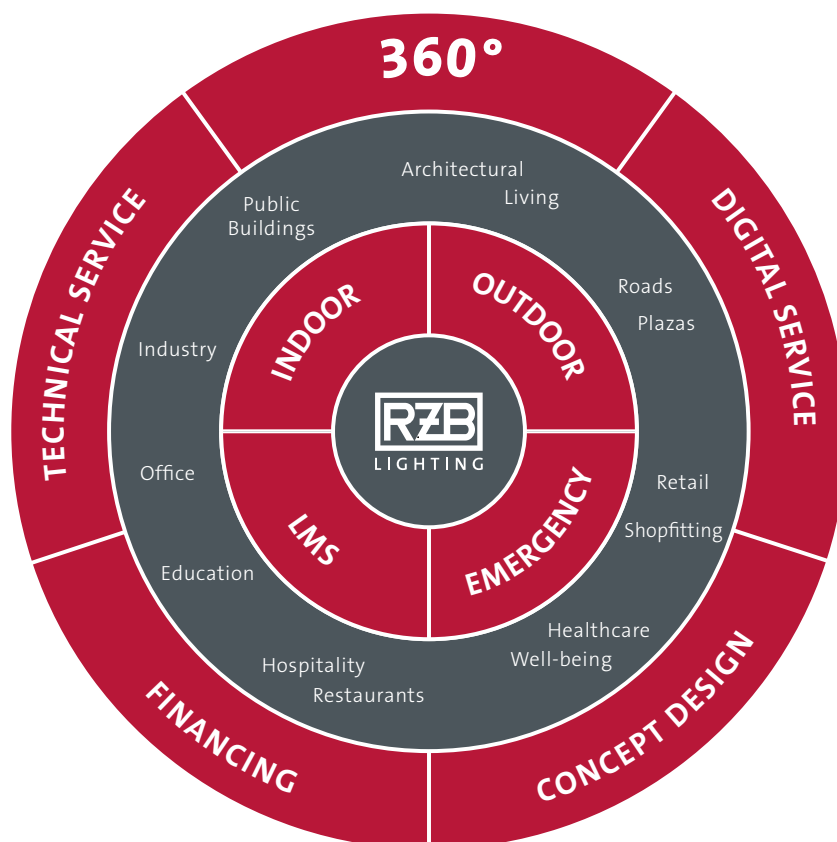 360°
TECHNICAL SERVICE
DIGITAL SERVICE
FINANCING
CONCEPT DESIGN
Architectural
Living
Public
Buildings
Roads
Plazas
Industry
Office
Retail
Shopfitting
Education
Healthcare
Well-being
Hospitality
Restaurants
INDOOR
OUTDOOR
LMS
EMERGENCY
RZB
LIGHTING